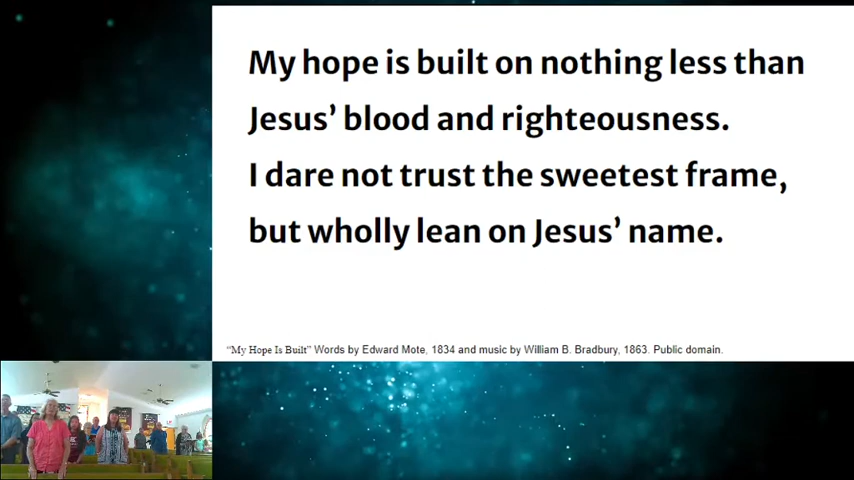 My hope is built on nothing less than
Jesus’ blood and righteousness.
I dare not trust the sweetest frame,
but wholly lean on Jesus’ name.
“My Hope Is Built” Words by Edward Mote, 1834 and music by William B. Bradbury, 1863. Public domain.